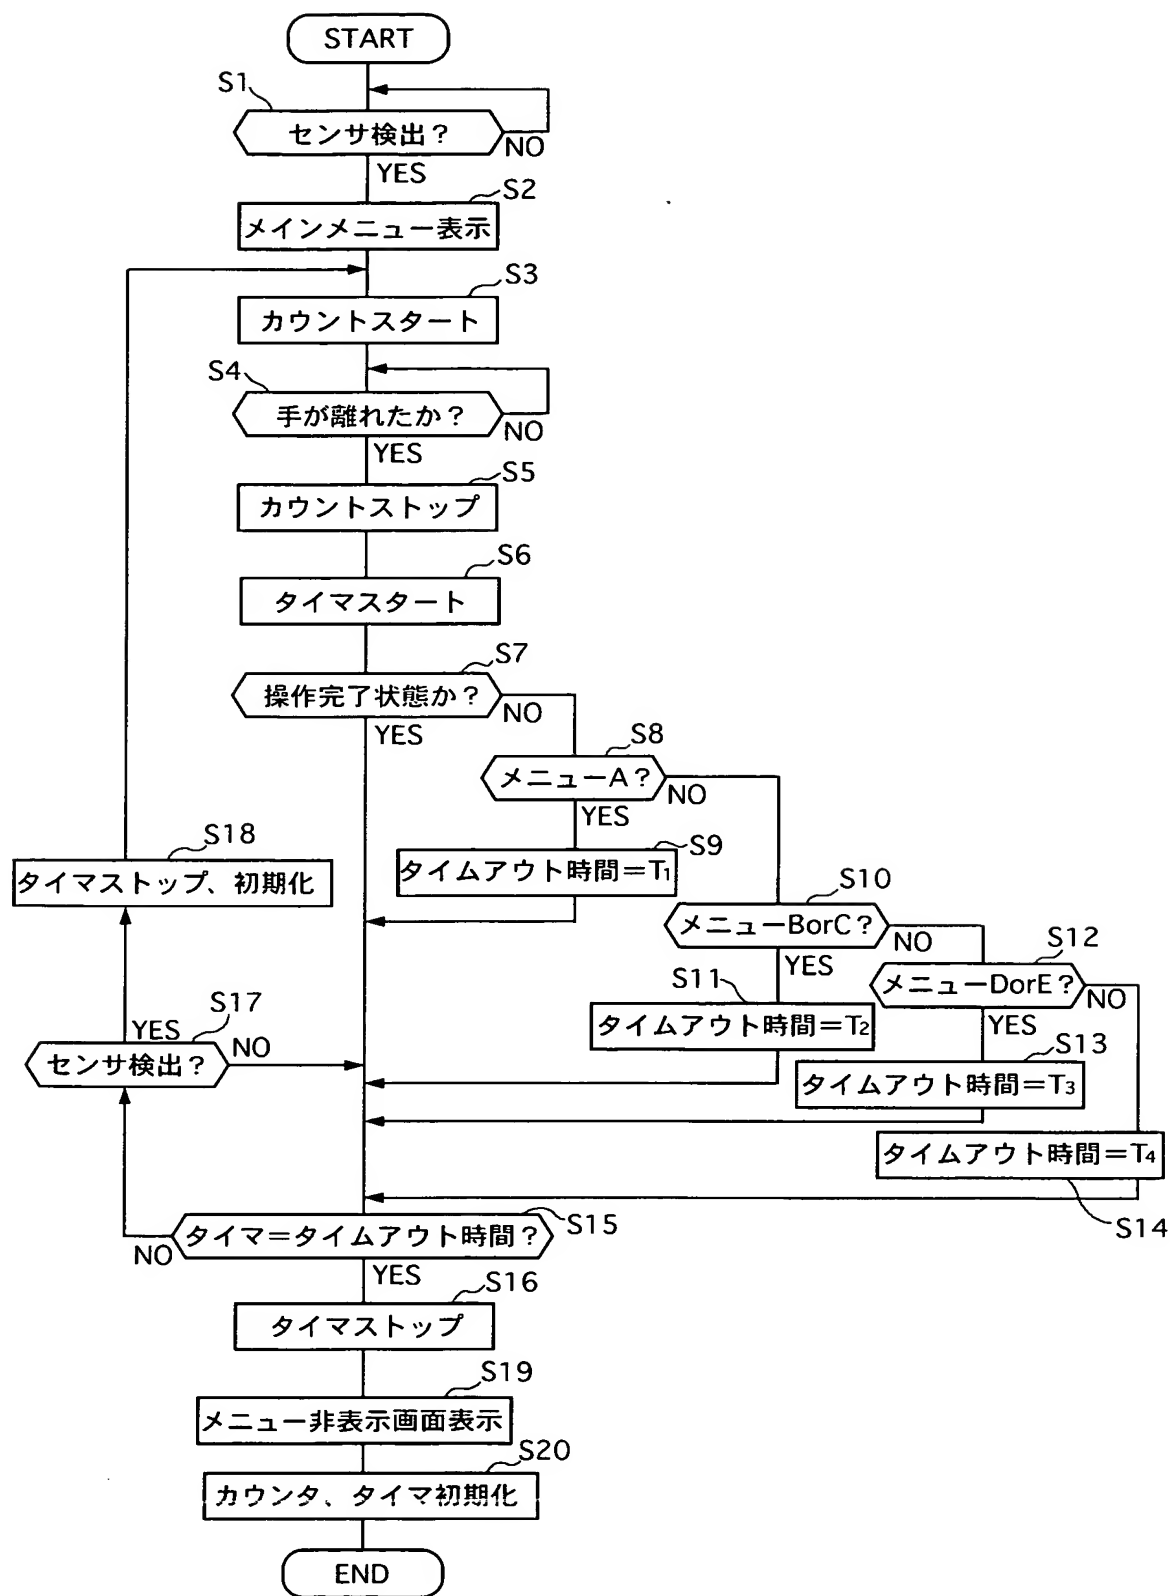 START
S1
センサ検出？
NO
YES
S2
メインメニュー表示
S3
カウントスタート
S4
手が離れたか？
NO
YES
S5
カウントストップ
S6
タイマスタート
S7
操作完了状態か？
NO
YES
S8
メニューA？
NO
YES
S9
タイムアウト時間＝T1
S10
メニューBorC？
NO
YES
S11
タイムアウト時間＝T2
S12
メニューDorE？
NO
YES
S13
タイムアウト時間＝T3
タイムアウト時間＝T4
S14
S18
タイマストップ、初期化
S17
YES
センサ検出？
NO
S15
タイマ＝タイムアウト時間？
NO
YES
S16
タイマストップ
S19
メニュー非表示画面表示
S20
カウンタ、タイマ初期化
END